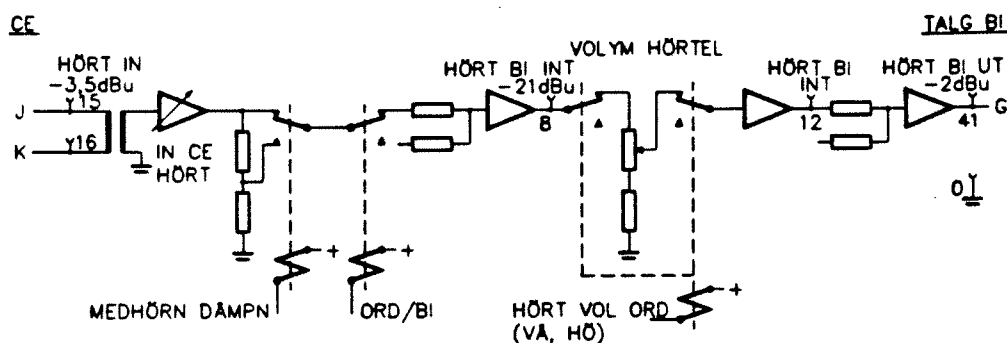 CE
TALG BI
HÖRT IN
-3,5dBu
15
J
K
16
IN CE
HÖRT
HÖRT BI INT
-21dBu
8
VOLYM HÖRTEL
HÖRT BI
INT
12
HÖRT BI UT
-2dBu
41
G
0
+
+
MEDHÖRN DÄMPN
ORD/BI
HÖRT VOL ORD
(VÄ, HÖ)
+